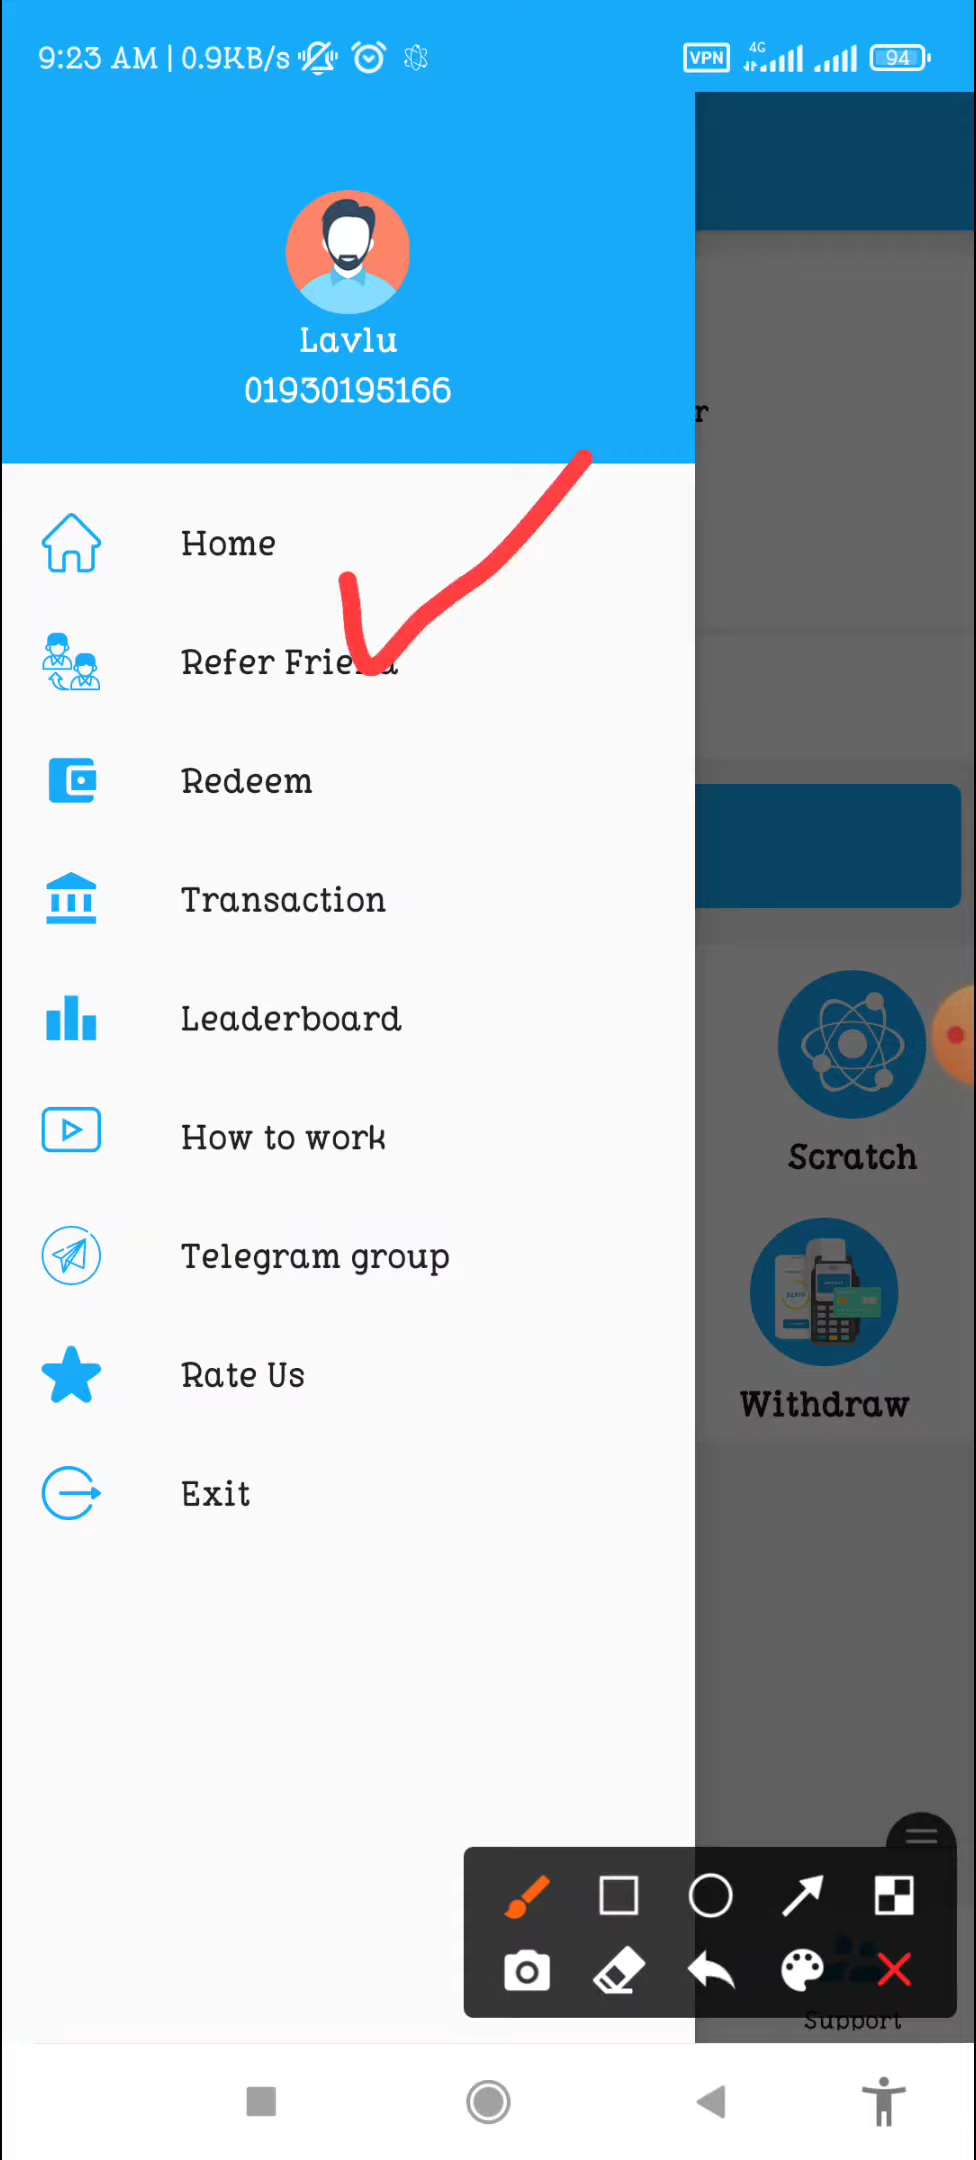 9:23 AM | 0.9KB/s
VPN 4G 94
Lavlu
01930195166
r
Home
Refer Friend
Redeem
Transaction
Leaderboard
How to work
Scratch
Telegram group
Rate Us
Withdraw
Exit
Support